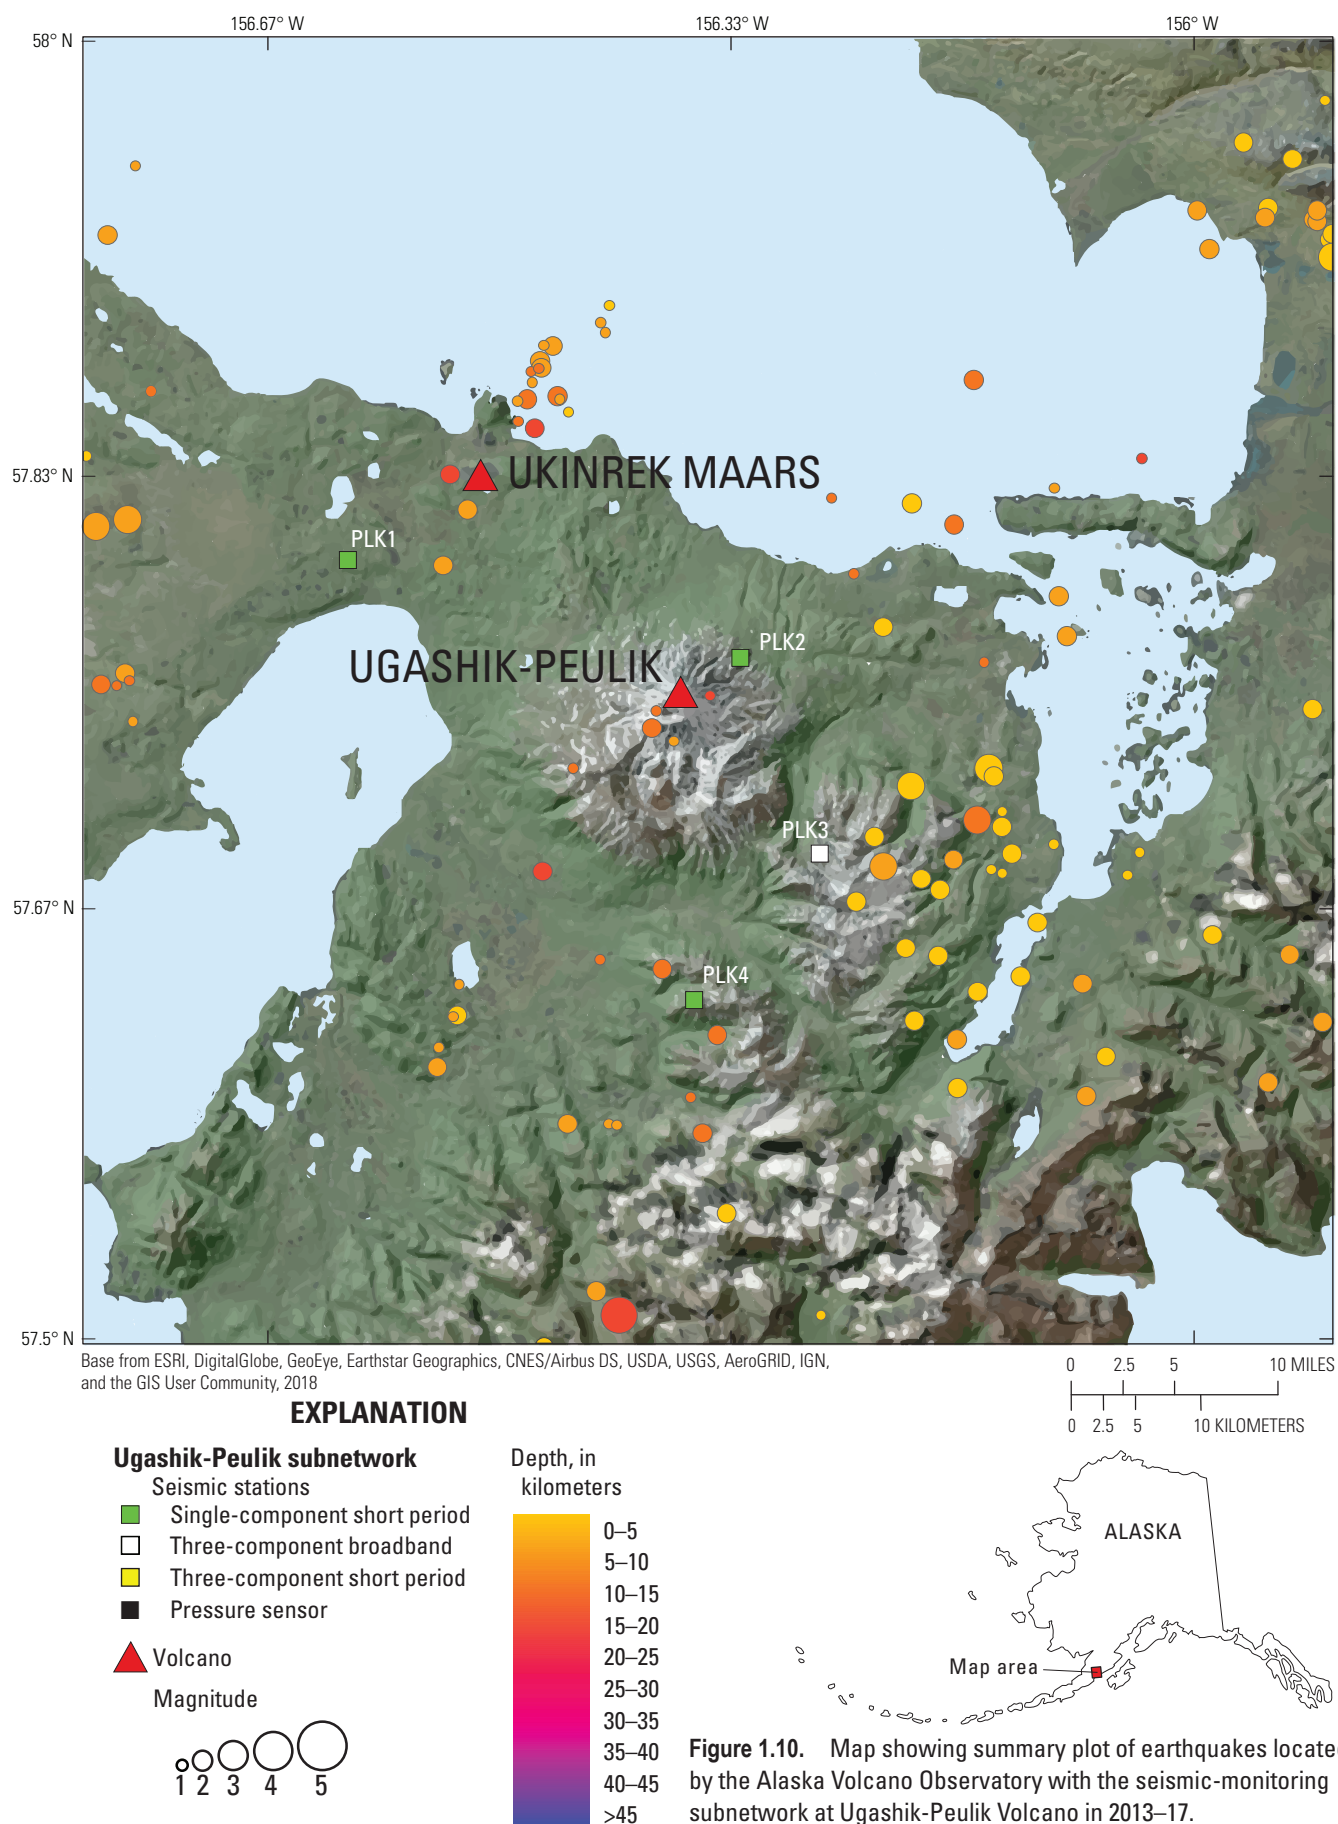 156.67° W
156.33° W
156° W
58° N
57.83° N
UKINREK MAARS
PLK1
PLK2
UGASHIK-PEULIK
PLK3
57.67° N
PLK4
57.5° N
Base from ESRI, DigitalGlobe, GeoEye, Earthstar Geographics, CNES/Airbus DS, USDA, USGS, AeroGRID, IGN,
and the GIS User Community, 2018
0 2.5 5 10 MILES
0 2.5 5 10 KILOMETERS
EXPLANATION
Ugashik-Peulik subnetwork
Seismic stations
Single-component short period
Three-component broadband
Three-component short period
Pressure sensor
Volcano
Magnitude
1 2 3 4 5
Depth, in
kilometers
0–5
5–10
10–15
15–20
20–25
25–30
30–35
35–40
40–45
>45
ALASKA
Map area
Figure 1.10. Map showing summary plot of earthquakes locate
by the Alaska Volcano Observatory with the seismic-monitoring
subnetwork at Ugashik-Peulik Volcano in 2013–17.